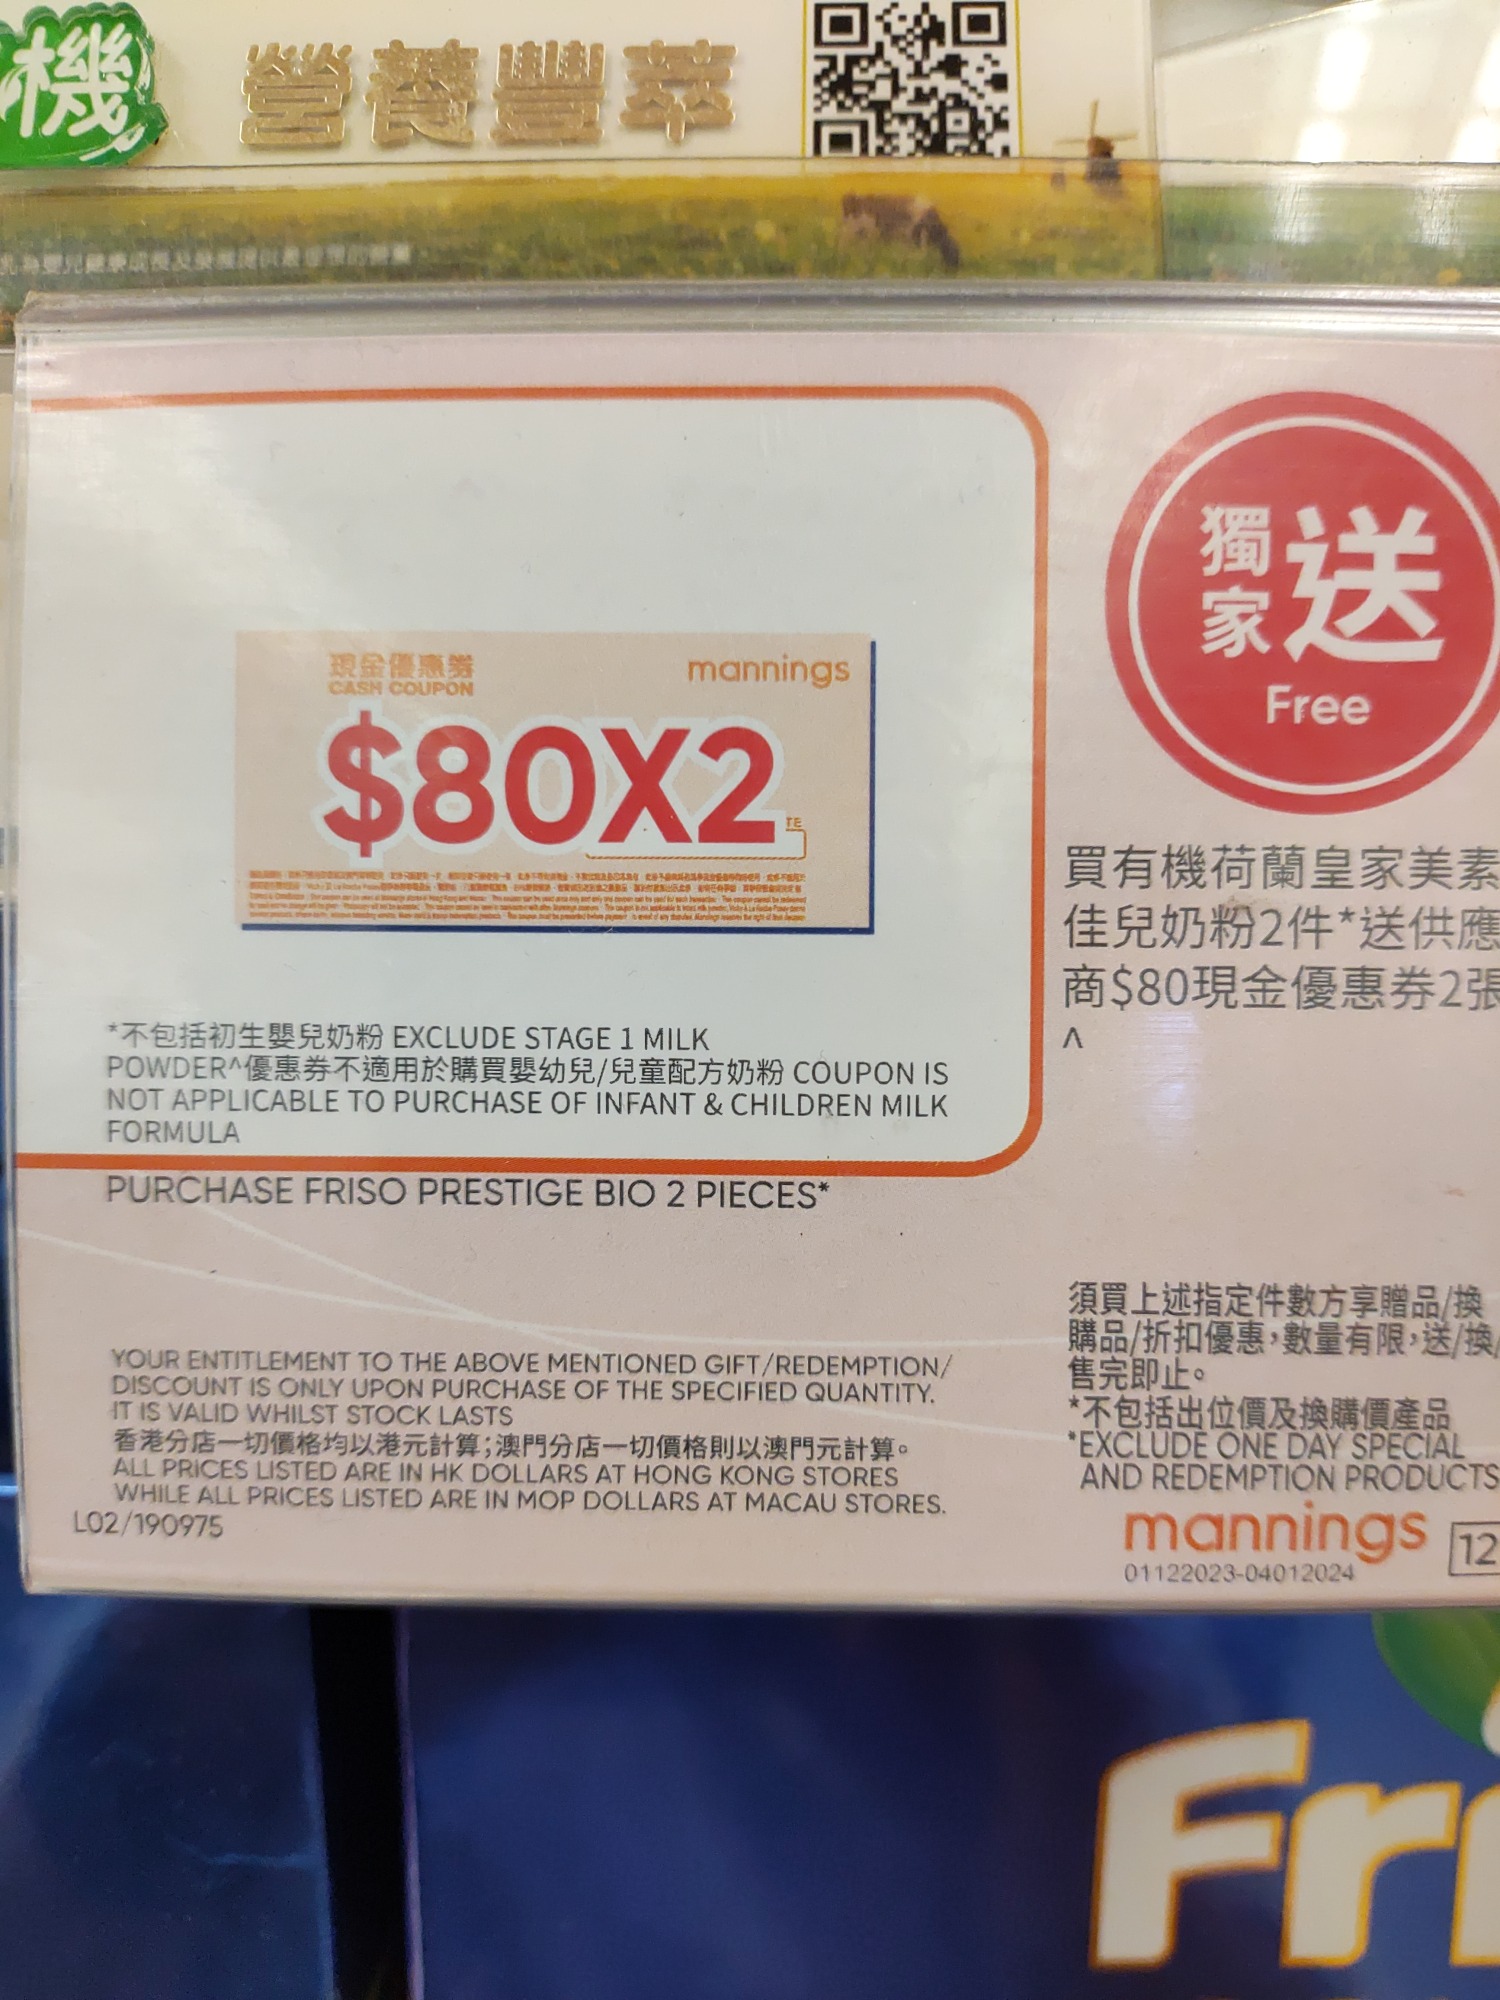 機
營養豐萃
現金優惠券
CASH COUPON
mannings
$80X2
TE
獨家
送
Free
買有機荷蘭皇家美素
佳兒奶粉2件*送供應
商$80現金優惠券2張
^
*不包括初生嬰兒奶粉 EXCLUDE STAGE 1 MILK
POWDER^優惠券不適用於購買嬰幼兒/兒童配方奶粉 COUPON IS
NOT APPLICABLE TO PURCHASE OF INFANT & CHILDREN MILK
FORMULA
PURCHASE FRISO PRESTIGE BIO 2 PIECES*
YOUR ENTITLEMENT TO THE ABOVE MENTIONED GIFT/REDEMPTION/
DISCOUNT IS ONLY UPON PURCHASE OF THE SPECIFIED QUANTITY.
IT IS VALID WHILST STOCK LASTS
香港分店一切價格均以港元計算;澳門分店一切價格則以澳門元計算。
ALL PRICES LISTED ARE IN HK DOLLARS AT HONG KONG STORES
WHILE ALL PRICES LISTED ARE IN MOP DOLLARS AT MACAU STORES.
L02/190975
須買上述指定件數方享贈品/換
購品/折扣優惠,數量有限,送/換/
售完即止。
*不包括出位價及換購價產品
*EXCLUDE ONE DAY SPECIAL
AND REDEMPTION PRODUCTS
mannings
12
01122023-04012024
Fri